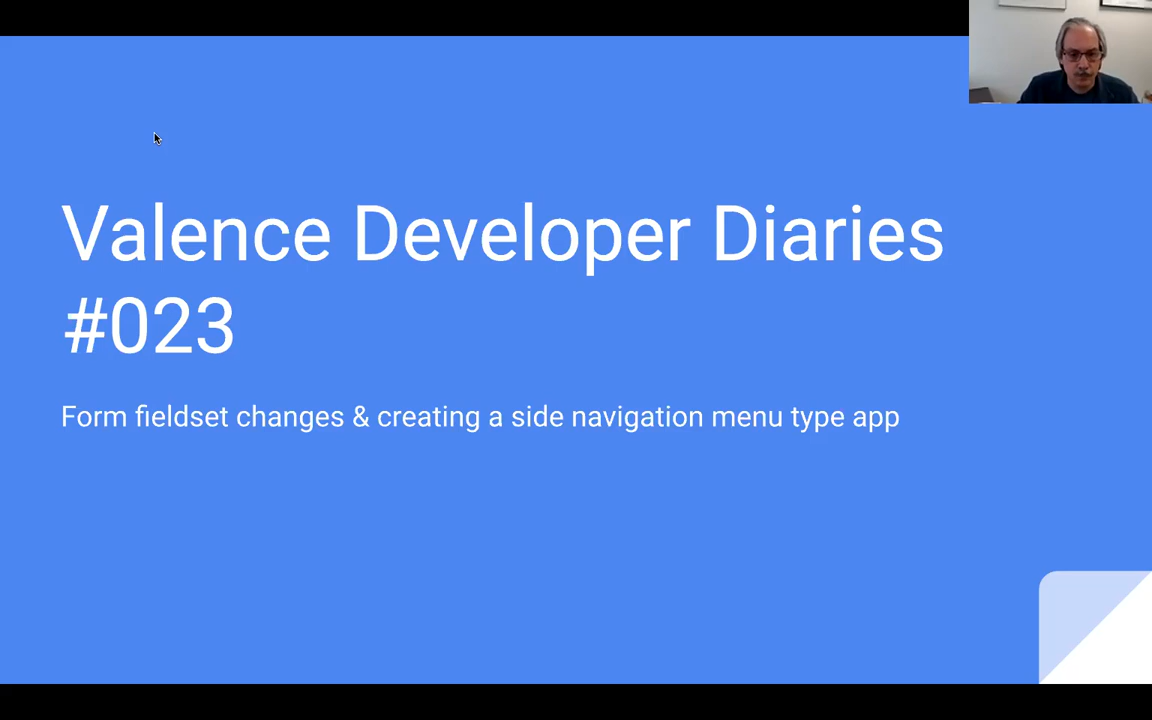 Valence Developer Diaries
#023
Form fieldset changes & creating a side navigation menu type app